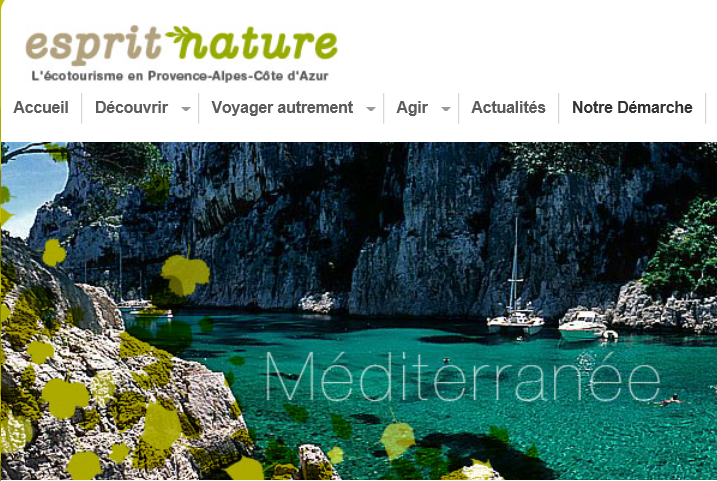 esprit nature
L'écotourisme en Provence-Alpes-Côte d'Azur
Accueil Découvrir Voyager autrement Agir Actualités Notre Démarche
Méditerranée